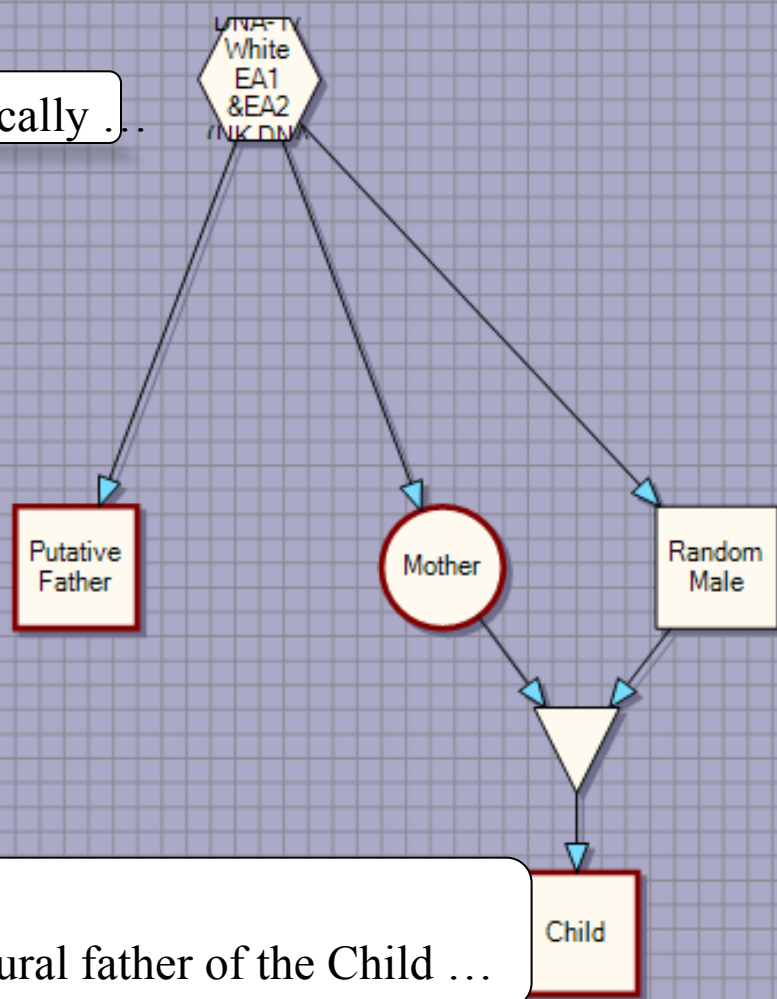 White
EA1
&EA2
cally …
Putative
Father
Mother
Random
Male
Child
ural father of the Child …